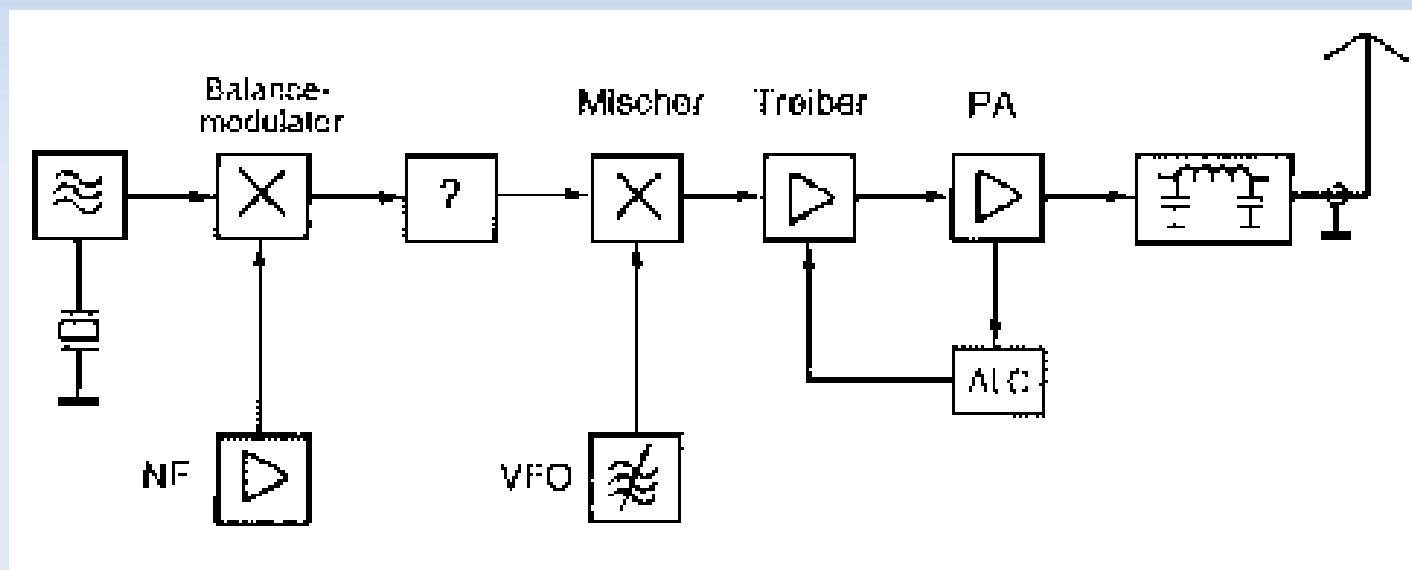 Balance-
modulator
Mischer
Treiber
PA
?
ALC
NF
VFO